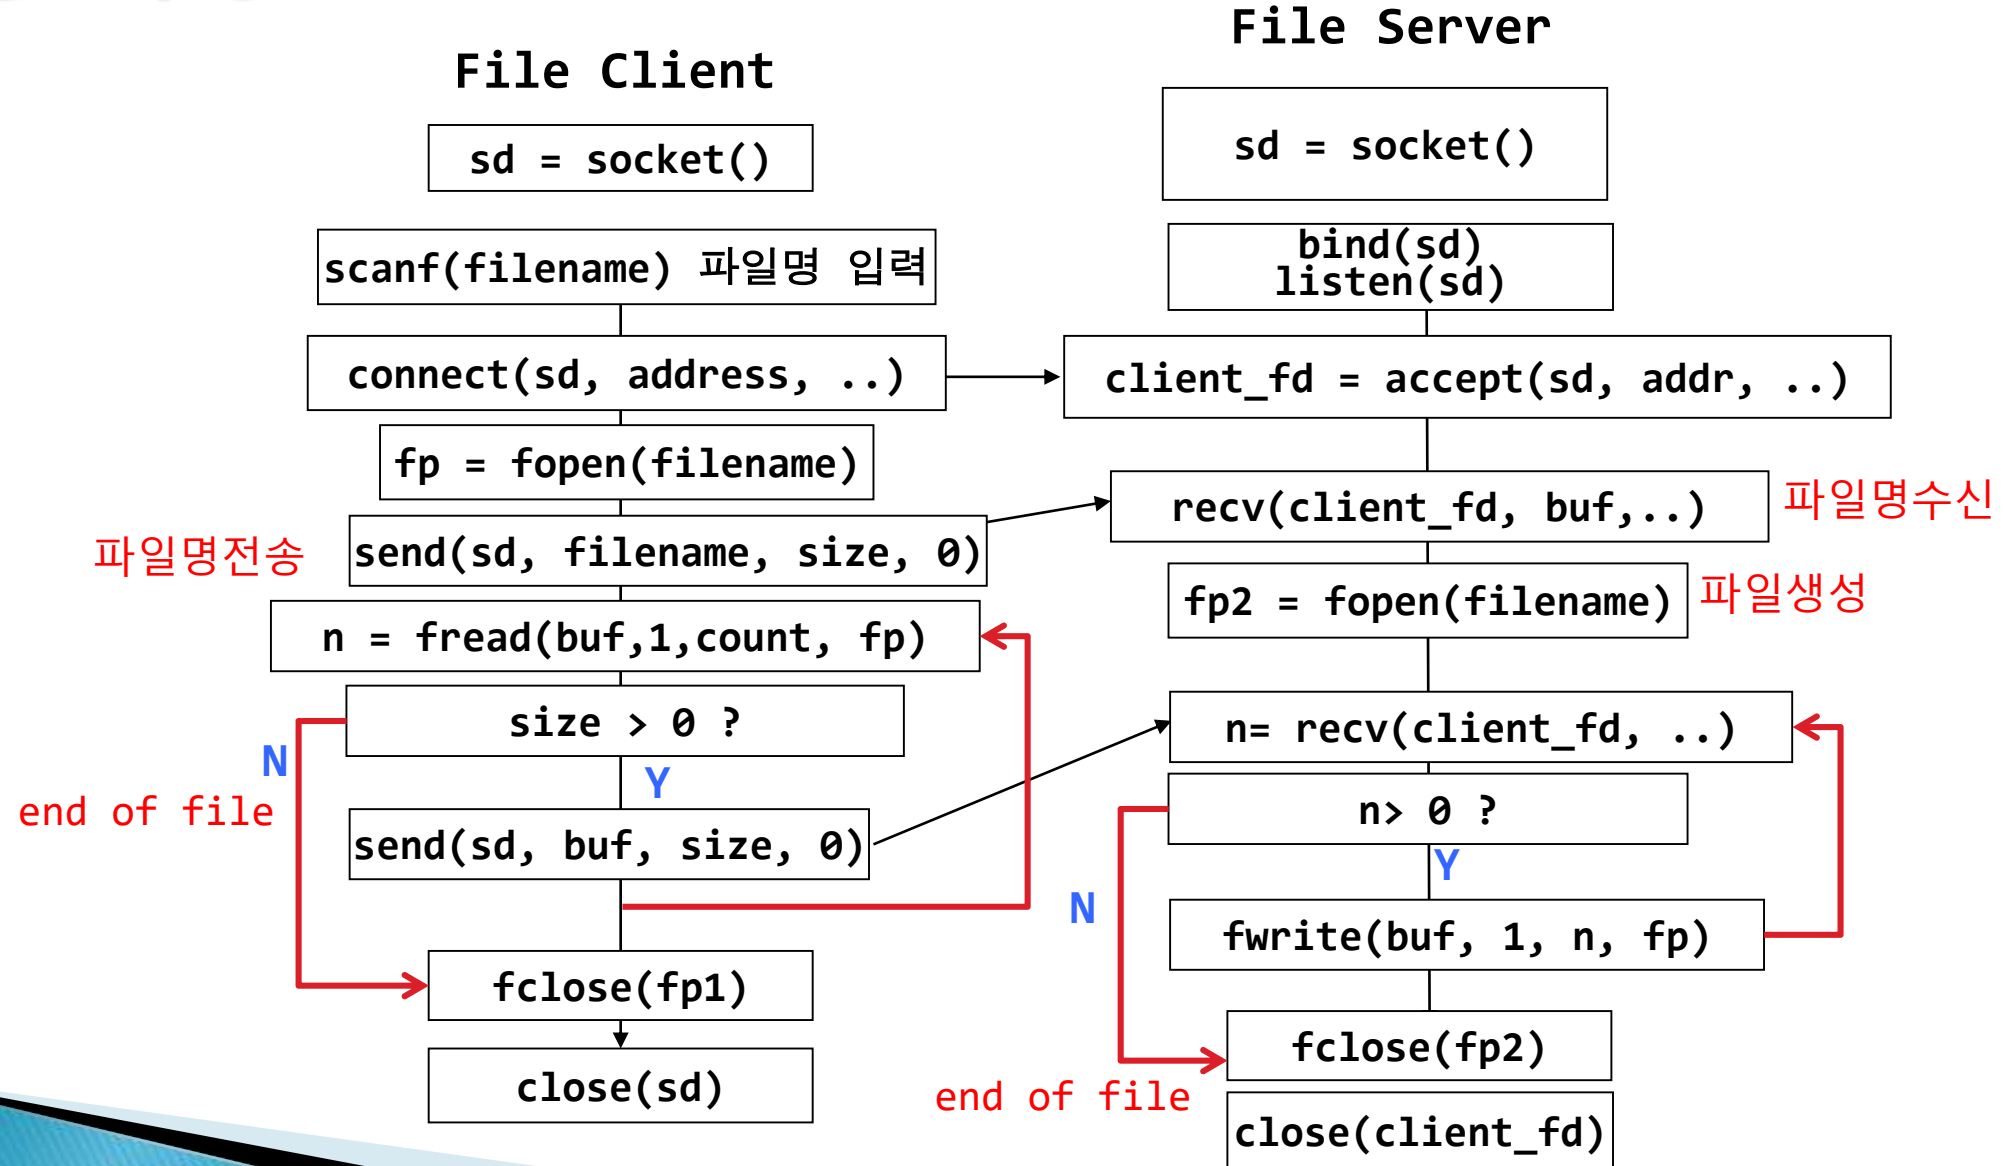 File Client
sd = socket()
scanf(filename) 파일명 입력
connect(sd, address, ..)
fp = fopen(filename)
파일명전송
send(sd, filename, size, 0)
n = fread(buf,1,count, fp)
size > 0 ?
N
Y
end of file
send(sd, buf, size, 0)
fclose(fp1)
close(sd)
File Server
sd = socket()
bind(sd)
listen(sd)
client_fd = accept(sd, addr, ..)
recv(client_fd, buf,..)
파일명수신
fp2 = fopen(filename)
파일생성
n= recv(client_fd, ..)
n> 0 ?
Y
N
fwrite(buf, 1, n, fp)
fclose(fp2)
end of file
close(client_fd)